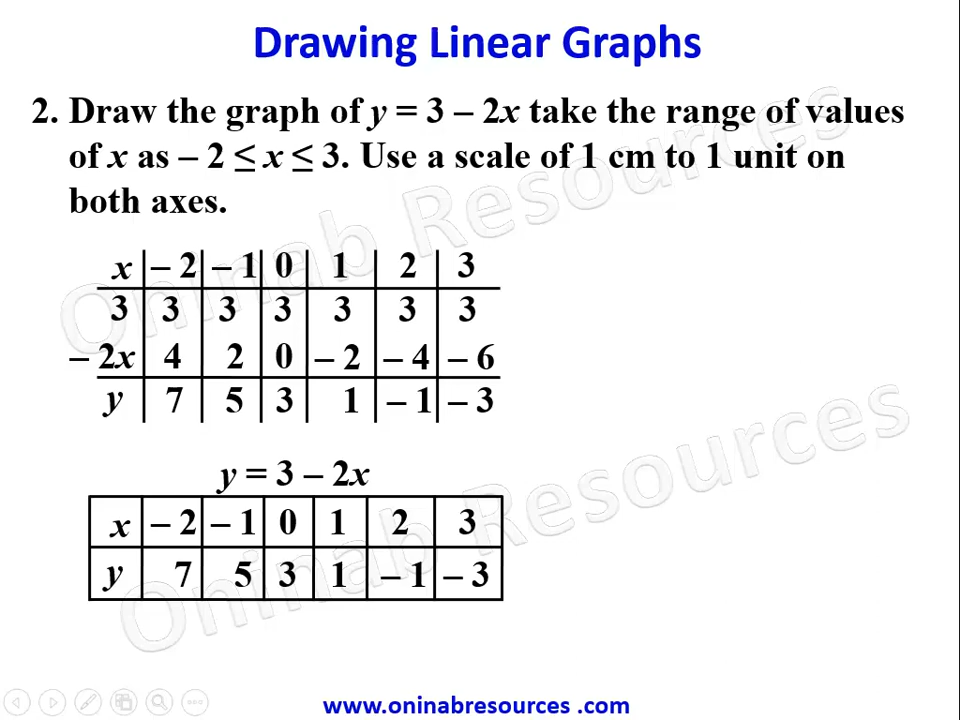 Drawing Linear Graphs
2. Draw the graph of y = 3 – 2x take the range of values
of x as – 2 ≤ x ≤ 3. Use a scale of 1 cm to 1 unit on
both axes.
x – 2 – 1 0 1 2 3
3 3 3 3 3 3 3
– 2x 4 2 0 – 2 – 4 – 6
y 7 5 3 1 – 1 – 3
y = 3 – 2x
x – 2 – 1 0 1 2 3
y 7 5 3 1 – 1 – 3
Oninab Resources
Oninab Resources
www.oninabresources .com